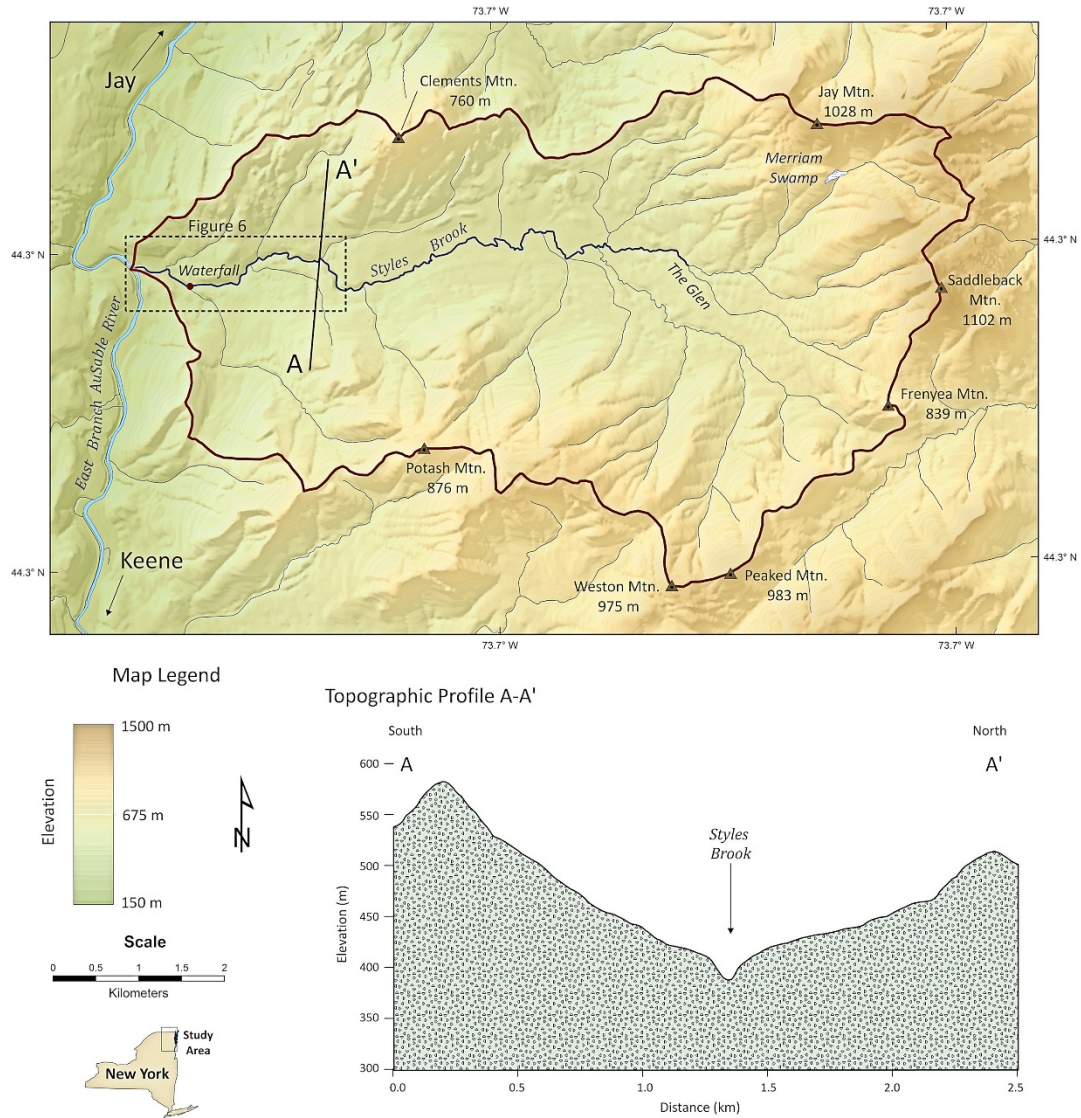 73.7° W
73.7° W
Jay
Clements Mtn.
760 m
Jay Mtn.
1028 m
Merriam
Swamp
A'
Figure 6
44.3° N
44.3° N
Waterfall
Styles Brook
The Glen
Saddleback
Mtn.
1102 m
East Branch AuSable River
A
Frenyea Mtn.
839 m
Potash Mtn.
876 m
Keene
44.3° N
44.3° N
Weston Mtn.
975 m
Peaked Mtn.
983 m
73.7° W
73.7° W
Map Legend
Elevation
1500 m
675 m
150 m
N
Scale
0 0.5 1 1.5 2
Kilometers
Study
Area
New York
Topographic Profile A-A'
South
North
A
A'
Elevation (m)
600
550
500
450
400
350
300
Styles
Brook
0.0 0.5 1.0 1.5 2.0 2.5
Distance (km)